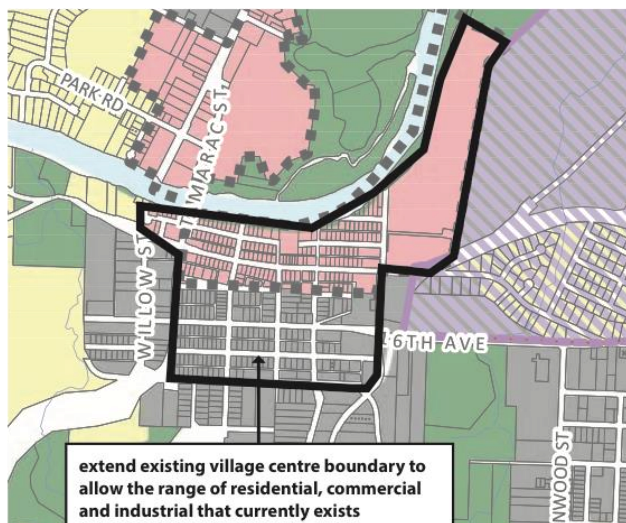 PARK RD
TAMARAC ST
WILLOW ST
16TH AVE
NWOOD ST
extend existing village centre boundary to
allow the range of residential, commercial
and industrial that currently exists